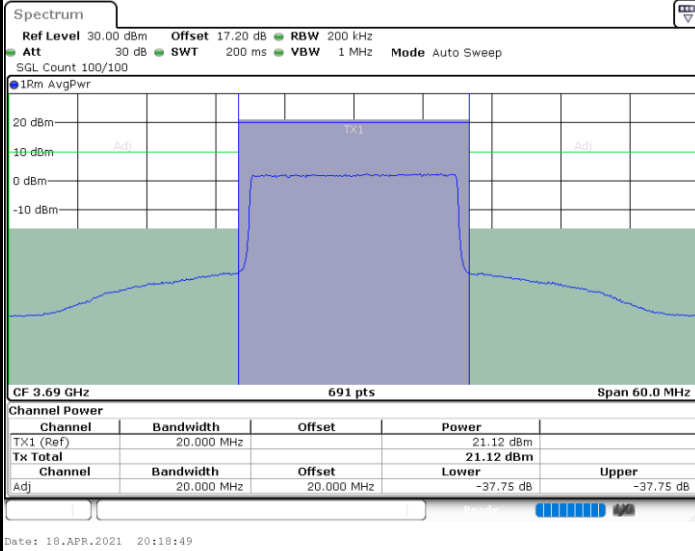 Spectrum
Ref Level 30.00 dBm Offset 17.20 dB RBW 200 kHz
Att 30 dB SWT 200 ms VBW 1 MHz Mode Auto Sweep
SGL Count 100/100
1Rm AvgPwr
20 dBm
TX1
Adj Adj
10 dBm
0 dBm
-10 dBm
CF 3.69 GHz 691 pts Span 60.0 MHz
Channel Power
Channel Bandwidth Offset Power
TX1 (Ref) 20.000 MHz 21.12 dBm
Tx Total 21.12 dBm
Channel Bandwidth Offset Lower Upper
Adj 20.000 MHz 20.000 MHz -37.75 dB -37.75 dB
Ready
Date: 18.APR.2021 20:18:49